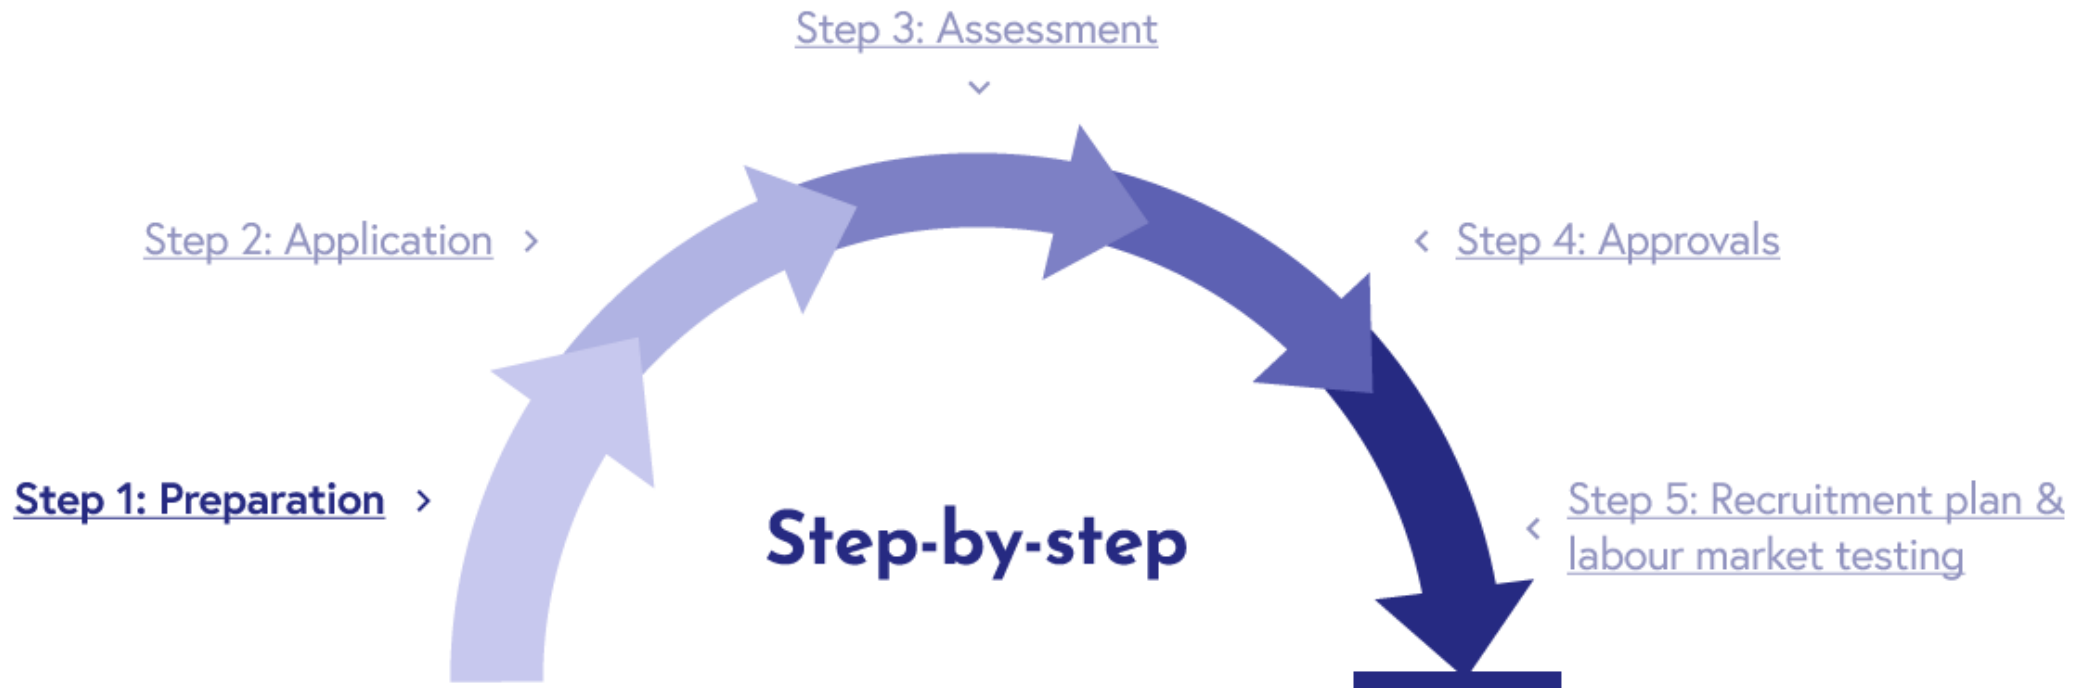 Step 3: Assessment
Step 2: Application
Step 4: Approvals
Step 1: Preparation
Step-by-step
Step 5: Recruitment plan &
labour market testing